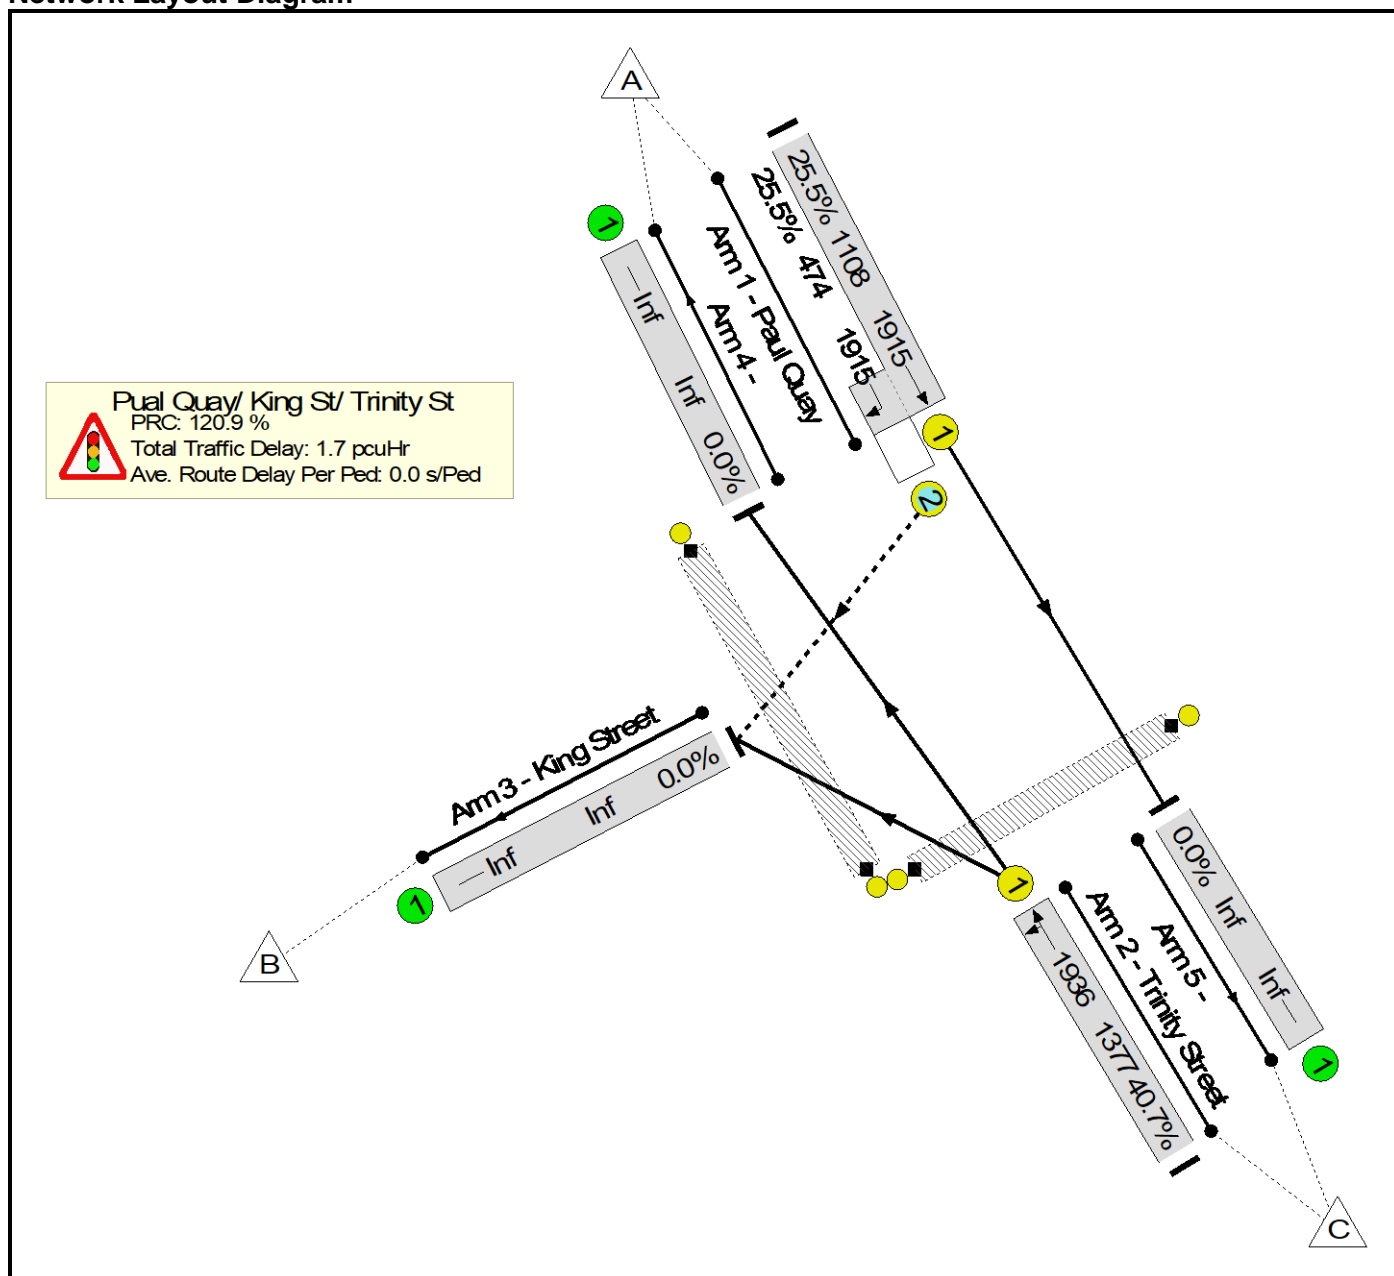 Network Layout Diagram
A
25.5% 1108 1915
25.5% 474 1915
Arm 1 - Paul Quay
1
Arm 4 -
Inf Inf 0.0%
Pual Quay/ King St/ Trinity St
PRC: 120.9 %
Total Traffic Delay: 1.7 pcuHr
Ave. Route Delay Per Ped: 0.0 s/Ped
1
2
Arm 3 - King Street
Inf Inf 0.0%
1
B
1
Arm 2 - Trinity Street
1936 1377 40.7%
0.0% Inf Inf
Arm 5 -
1
C